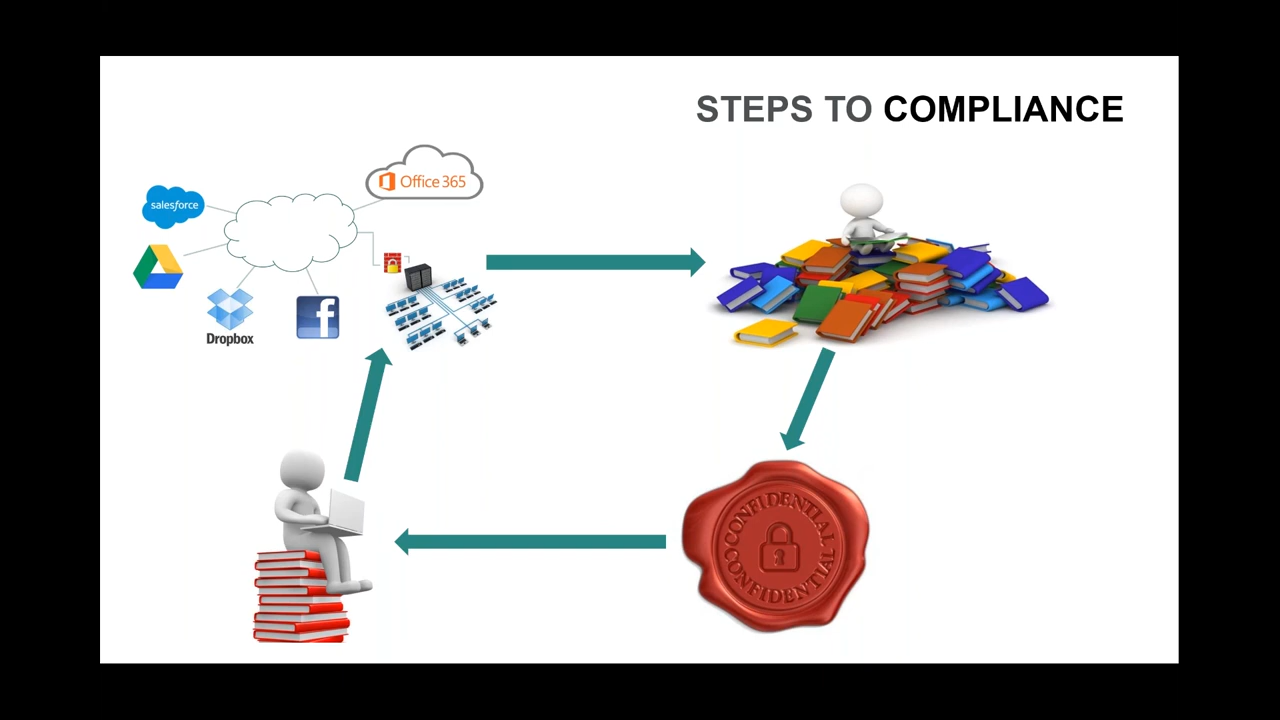 STEPS TO COMPLIANCE
Office 365
salesforce
Dropbox
f
CONFIDENTIAL
CONFIDENTIAL